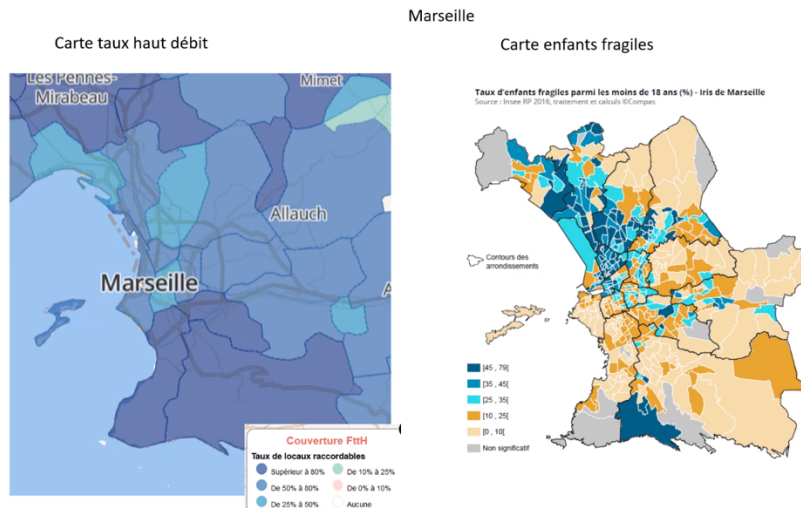 Marseille
Carte taux haut débit
Carte enfants fragiles
Les Pennes-
Mirabeau
Mimet
Allauch
Marseille
A
Couverture FttH
Taux de locaux raccordables
Supérieur à 80%
De 50% à 80%
De 25% à 50%
De 10% à 25%
De 0% à 10%
Aucune
Taux d'enfants fragiles parmi les moins de 18 ans (%) - Iris de Marseille
Source : Insee RP 2016, traitement et calculs ©Compas
Contours des
arrondissements
[45 , 79]
[35 , 45[
[25 , 35[
[10 , 25[
[0 , 10[
Non significatif